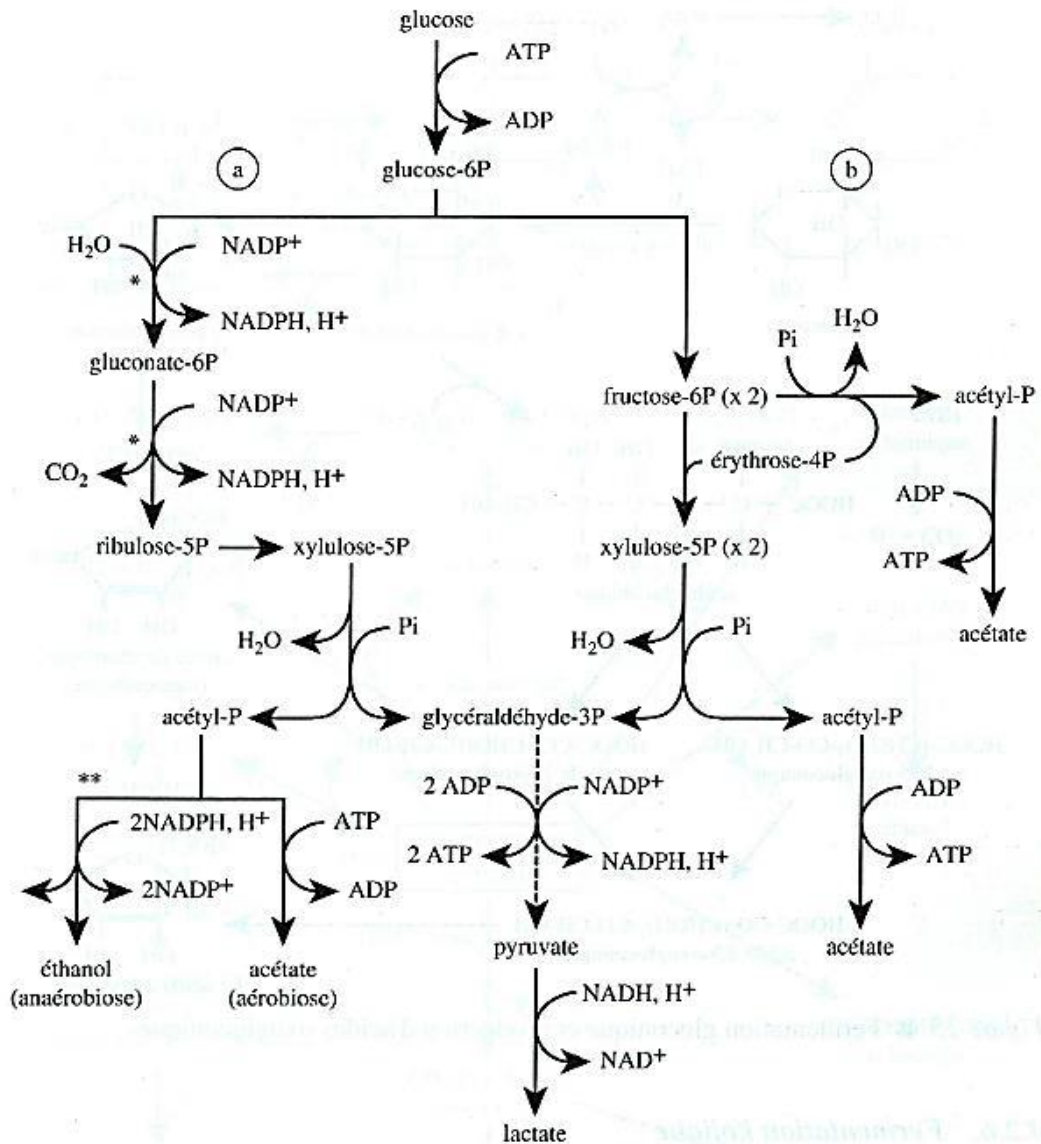 glucose
ATP
ADP
glucose-6P
a
b
H₂O
NADP⁺
*
NADPH, H⁺
gluconate-6P
NADP⁺
*
CO₂
NADPH, H⁺
ribulose-5P
xylulose-5P
H₂O
Pi
fructose-6P (x 2)
Pi
H₂O
acétyl-P
érythrose-4P
ADP
ATP
acétate
xylulose-5P (x 2)
H₂O
Pi
acétyl-P
glycéraldéhyde-3P
acétyl-P
**
2NADPH, H⁺
2NADP⁺
ATP
ADP
2 ADP
NADP⁺
2 ATP
NADPH, H⁺
ADP
ATP
éthanol
(anaérobiose)
acétate
(aérobiose)
pyruvate
acétate
NADH, H⁺
NAD⁺
lactate